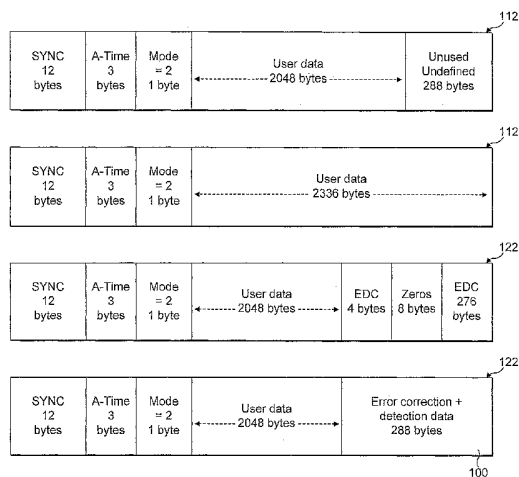 112
SYNC
12
bytes
A-Time
3
bytes
Mode
= 2
1 byte
User data
2048 bytes
Unused
Undefined
288 bytes
112
SYNC
12
bytes
A-Time
3
bytes
Mode
= 2
1 byte
User data
2336 bytes
122
SYNC
12
bytes
A-Time
3
bytes
Mode
= 2
1 byte
User data
2048 bytes
EDC
4 bytes
Zeros
8 bytes
EDC
276
bytes
122
SYNC
12
bytes
A-Time
3
bytes
Mode
= 2
1 byte
User data
2048 bytes
Error correction +
detection data
288 bytes
100